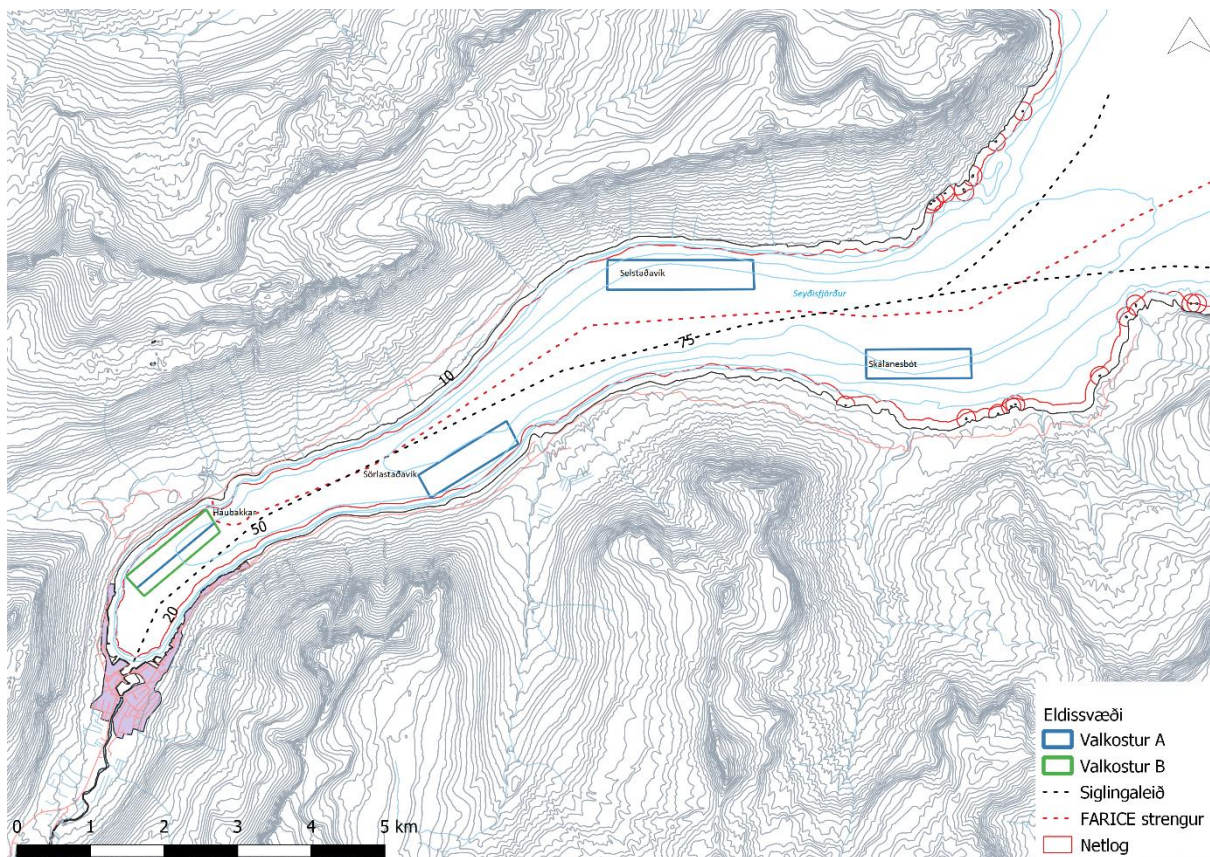 Selstaðavík
Seyðisfjörður
75
Skálanesbót
10
Sörlastaðavík
Háubakkar
50
20
Eldissvæði
Valkostur A
Valkostur B
Siglingaleið
FARICE strengur
Netlog
0 1 2 3 4 5 km